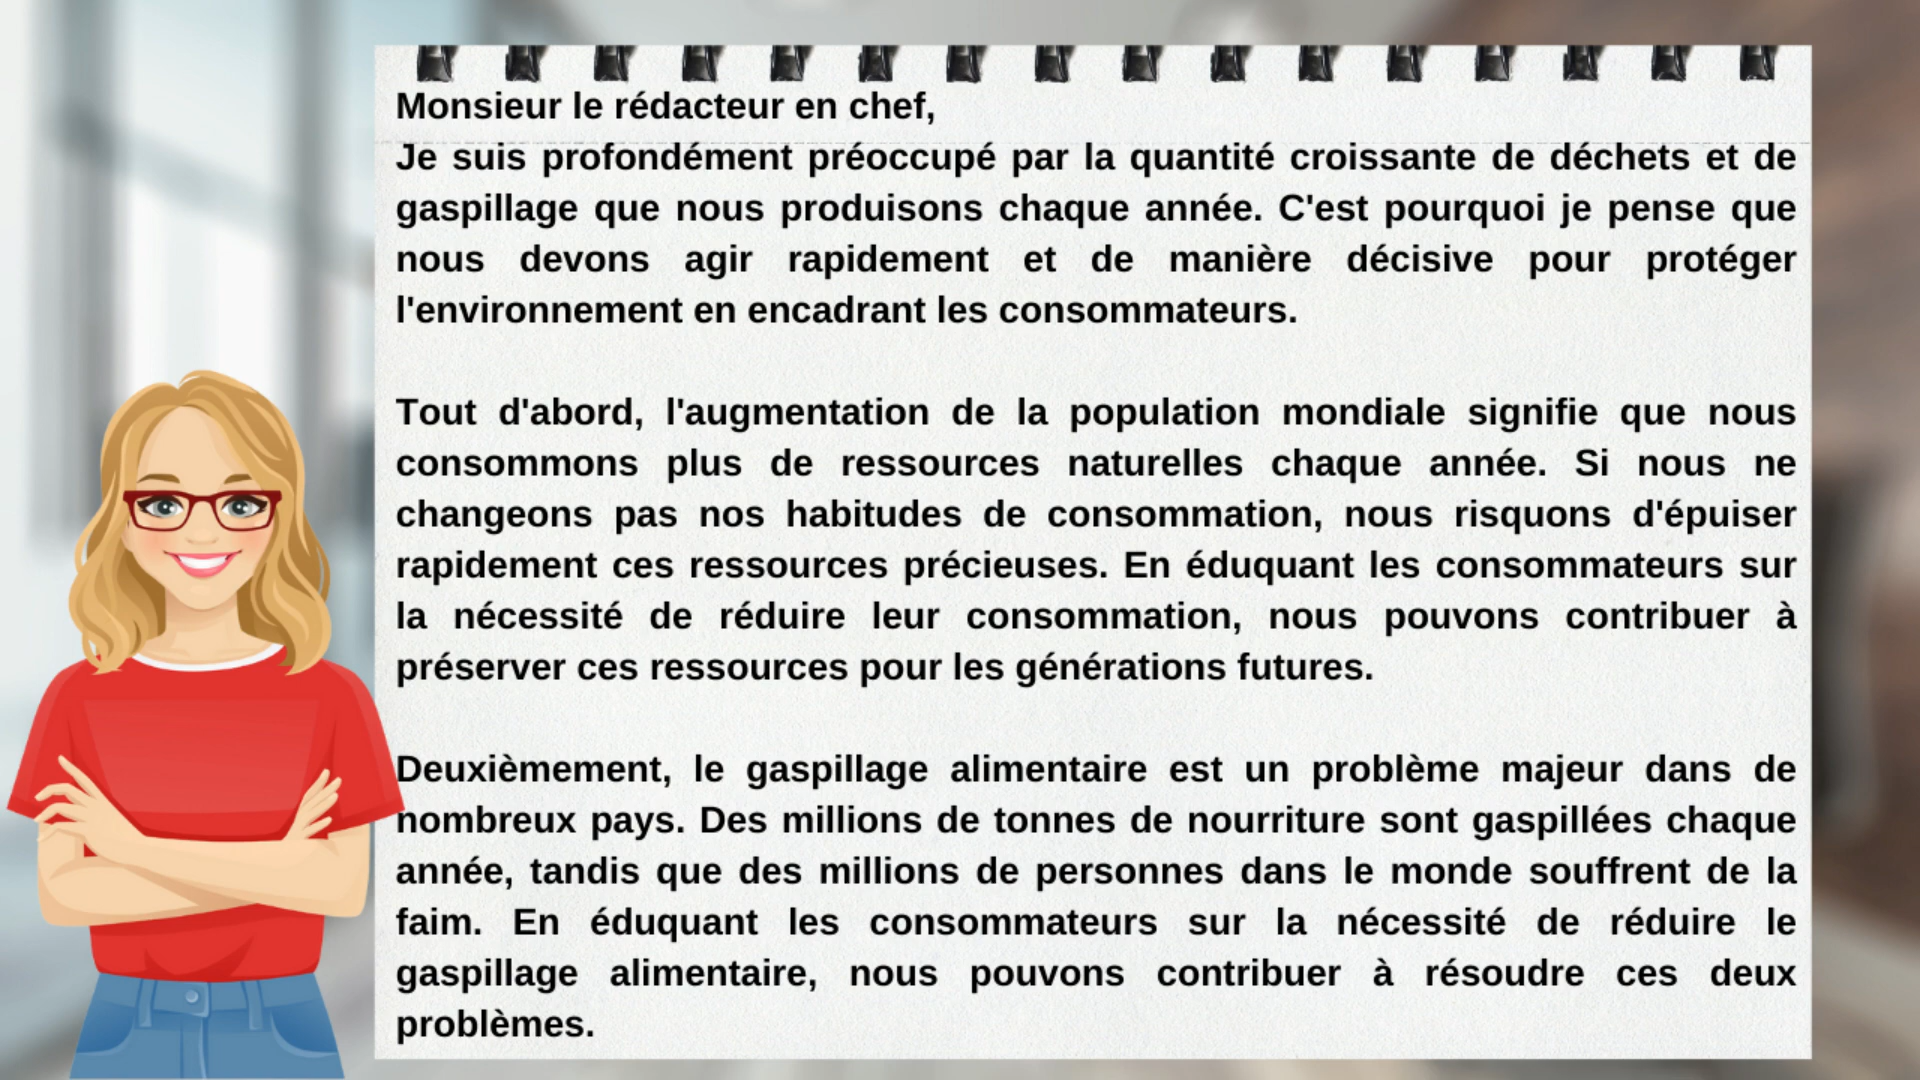 Monsieur le rédacteur en chef,
Je suis profondément préoccupé par la quantité croissante de déchets et de
gaspillage que nous produisons chaque année. C'est pourquoi je pense que
nous devons agir rapidement et de manière décisive pour protéger
l'environnement en encadrant les consommateurs.
Tout d'abord, l'augmentation de la population mondiale signifie que nous
consommons plus de ressources naturelles chaque année. Si nous ne
changeons pas nos habitudes de consommation, nous risquons d'épuiser
rapidement ces ressources précieuses. En éduquant les consommateurs sur
la nécessité de réduire leur consommation, nous pouvons contribuer à
préserver ces ressources pour les générations futures.
Deuxièmement, le gaspillage alimentaire est un problème majeur dans de
nombreux pays. Des millions de tonnes de nourriture sont gaspillées chaque
année, tandis que des millions de personnes dans le monde souffrent de la
faim. En éduquant les consommateurs sur la nécessité de réduire le
gaspillage alimentaire, nous pouvons contribuer à résoudre ces deux
problèmes.